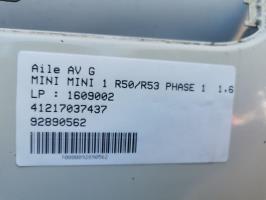 Aile AV G
MINI MINI 1 R50/R53 PHASE 1 1.6
LP : 1609002
41217037437
92890562